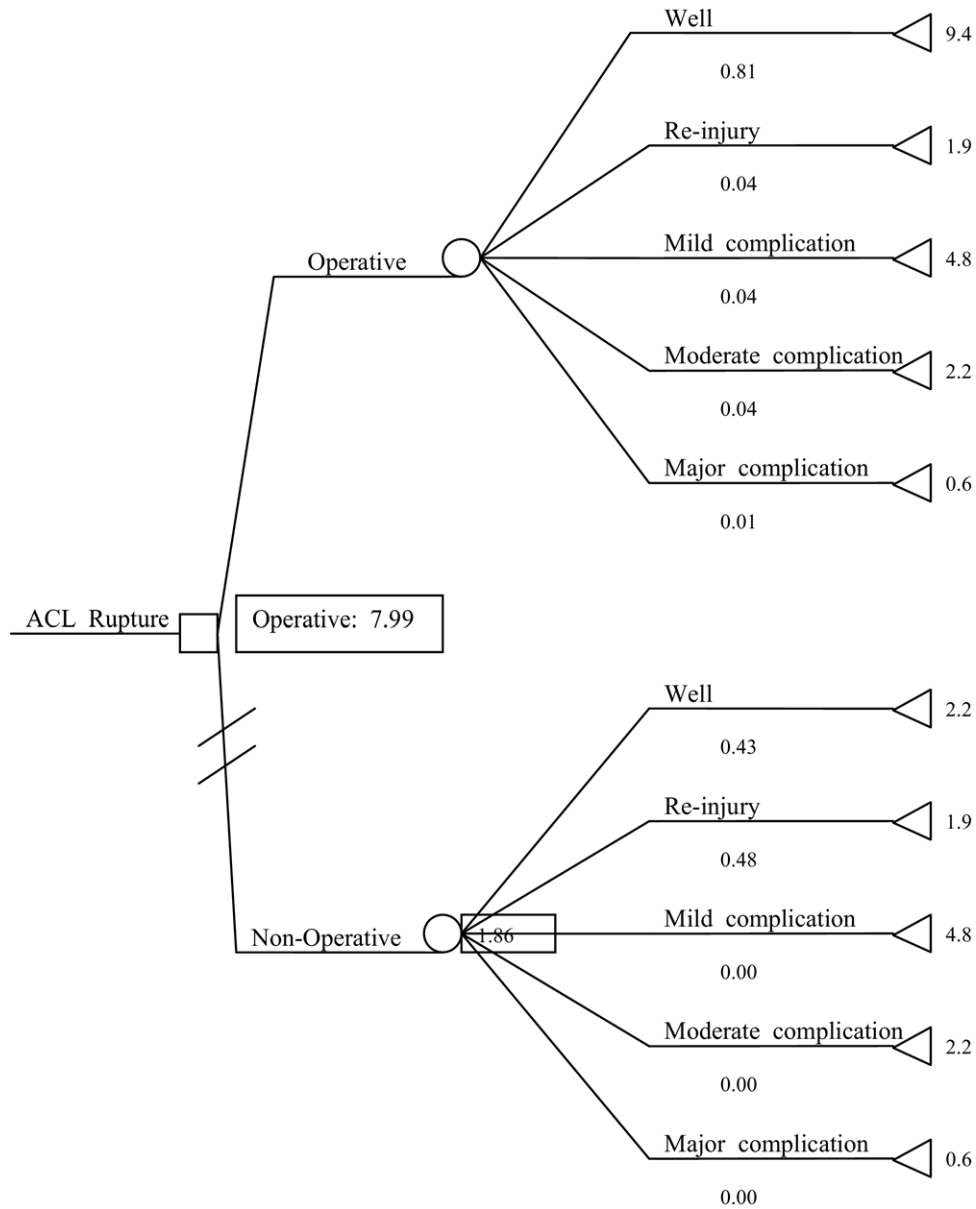 Well 9.4
0.81
Re-injury 1.9
0.04
Mild complication 4.8
Operative
0.04
Moderate complication 2.2
0.04
Major complication 0.6
0.01
ACL Rupture Operative: 7.99
Well 2.2
0.43
Re-injury 1.9
0.48
Mild complication 4.8
Non-Operative 1.86
0.00
Moderate complication 2.2
0.00
Major complication 0.6
0.00